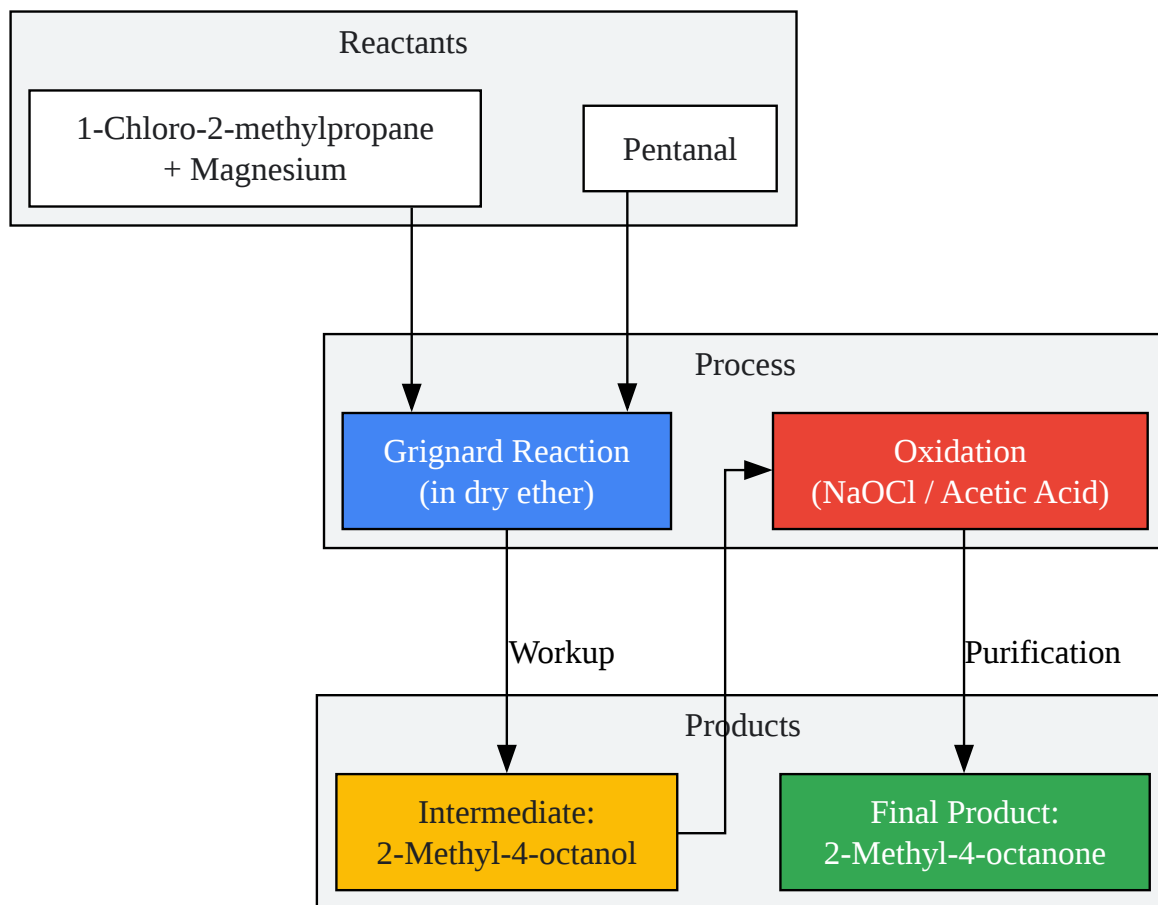 Reactants
1-Chloro-2-methylpropane
+ Magnesium
Pentanal
Process
Grignard Reaction
(in dry ether)
Oxidation
(NaOCl / Acetic Acid)
Workup
Purification
Products
Intermediate:
2-Methyl-4-octanol
Final Product:
2-Methyl-4-octanone